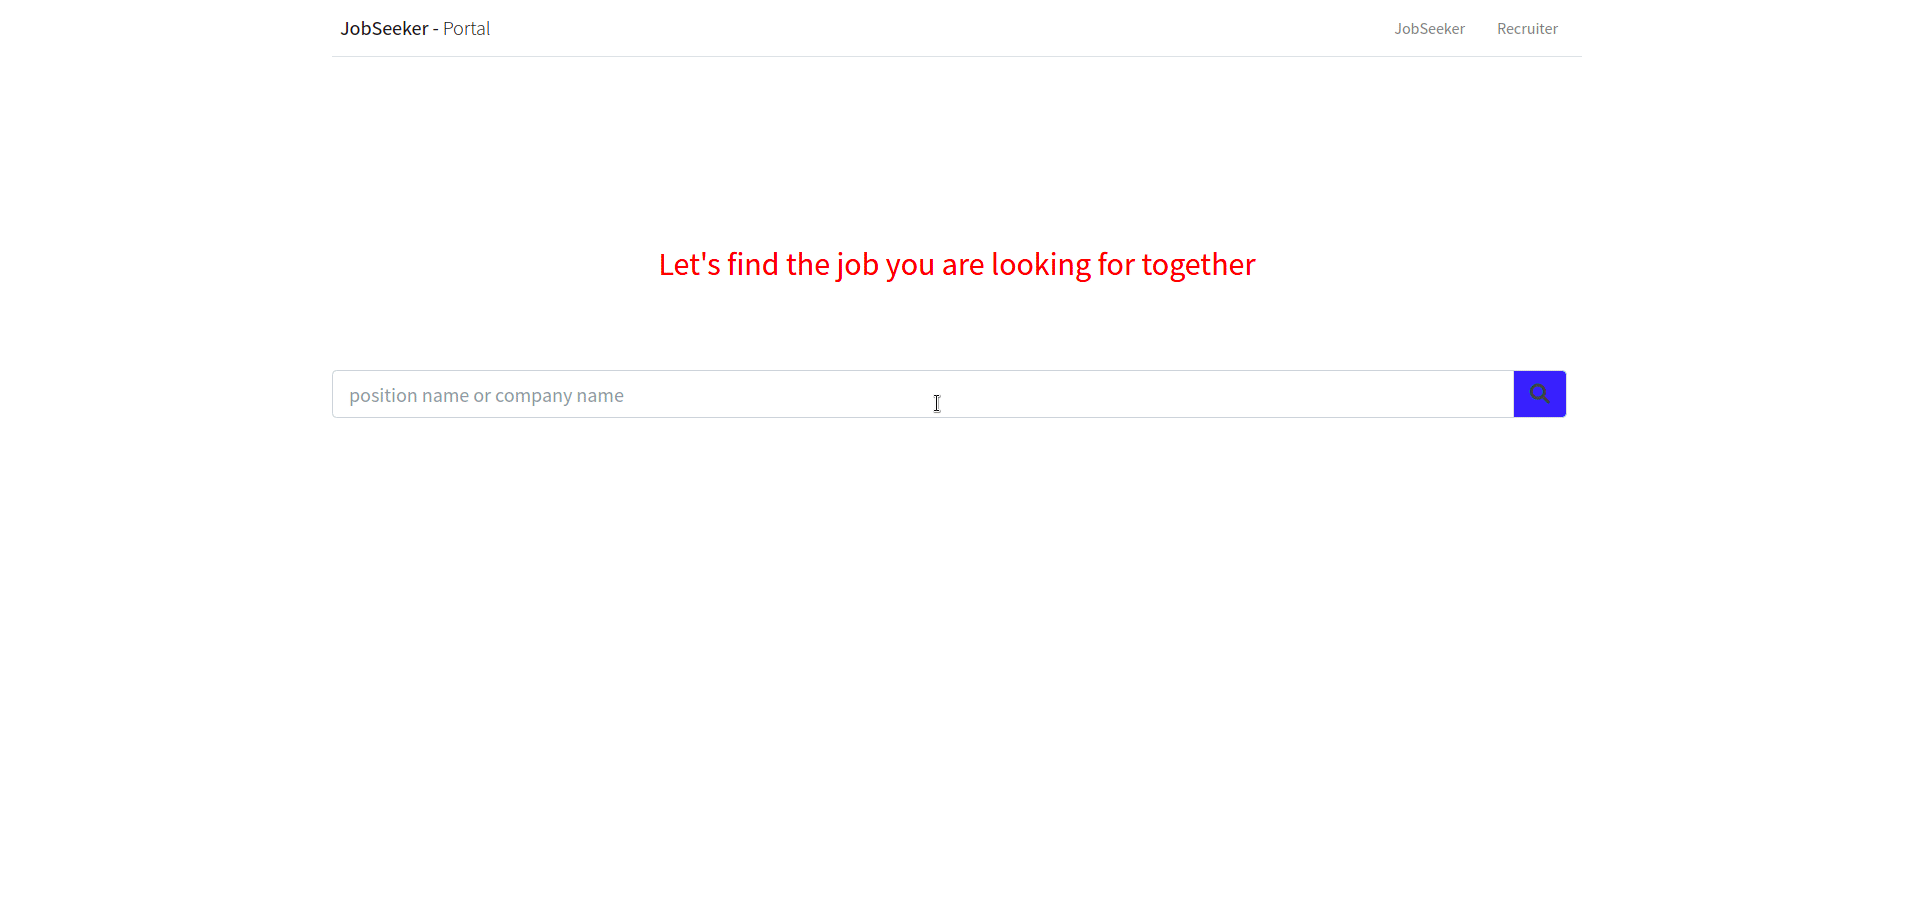 JobSeeker - Portal
JobSeeker Recruiter
Let's find the job you are looking for together
position name or company name